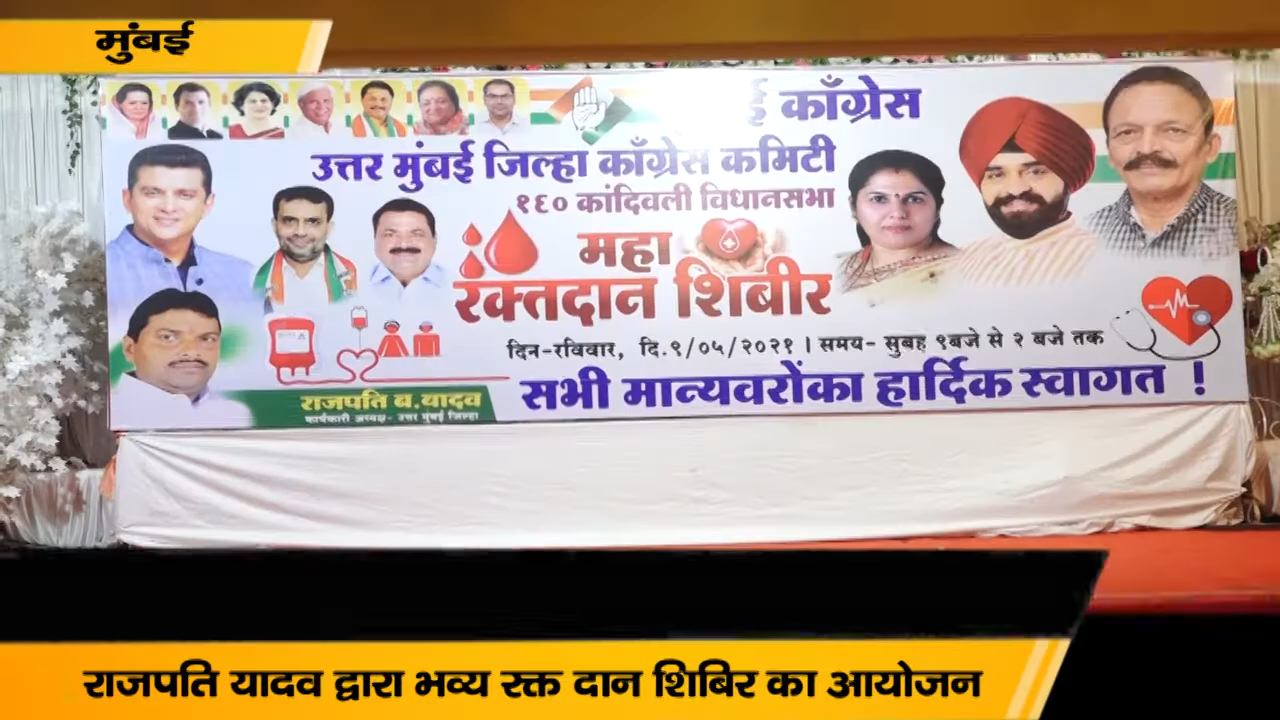 मुंबई
काँग्रेस
उत्तर मुंबई जिल्हा काँग्रेस कमिटी
१६० कांदिवली विधानसभा
महा
रक्तदान शिबीर
दिन-रविवार, दि.९/०५/२०२१ | समय- सुबह ९बजे से २ बजे तक
सभी मान्यवरोंका हार्दिक स्वागत !
राजपति ब.यादव
कार्यकारी अध्यक्ष- उत्तर मुंबई जिल्हा
राजपति यादव द्वारा भव्य रक्त दान शिबिर का आयोजन